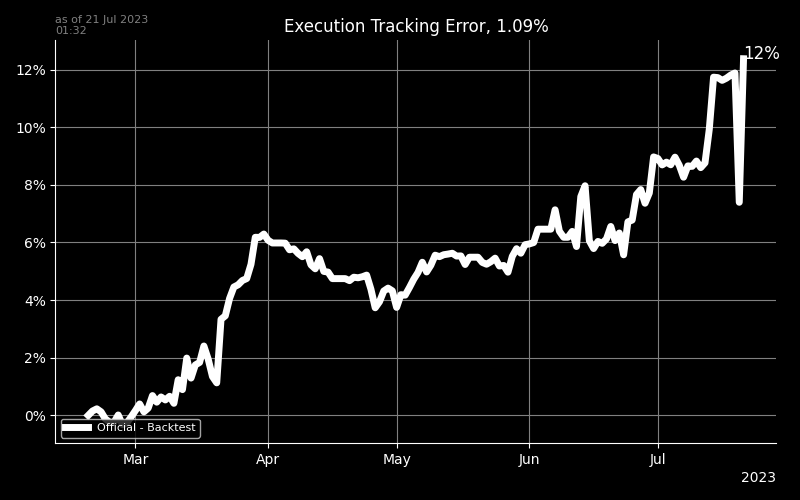 as of 21 Jul 2023
01:32
Execution Tracking Error, 1.09%
12%
12%
10%
8%
6%
4%
2%
0%
Official - Backtest
Mar
Apr
May
Jun
Jul
2023